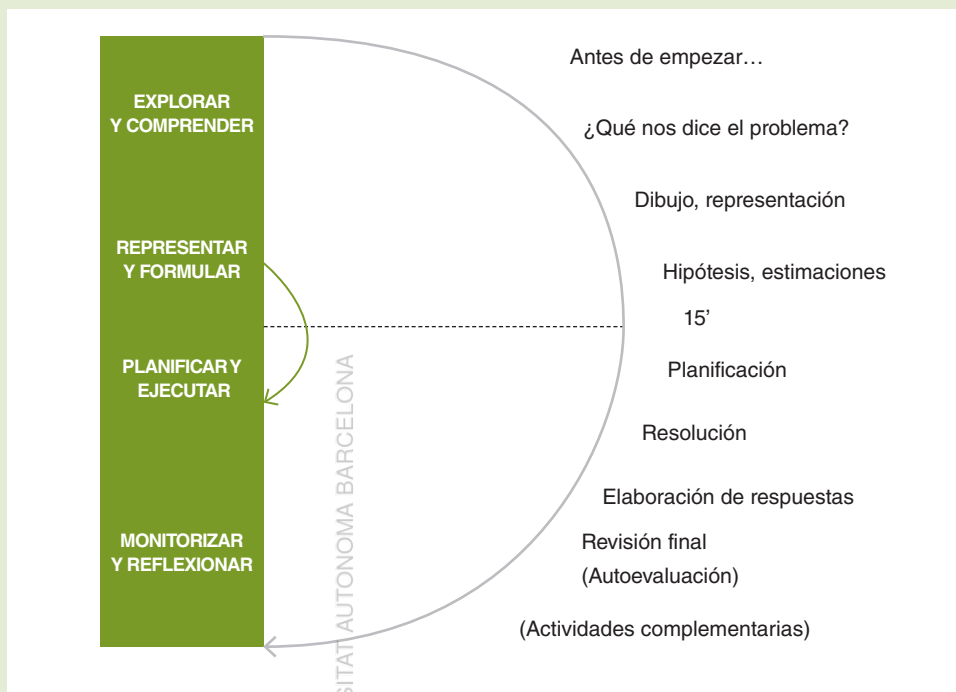 EXPLORAR
Y COMPRENDER
REPRESENTAR
Y FORMULAR
PLANIFICAR Y
EJECUTAR
MONITORIZAR
Y REFLEXIONAR
Antes de empezar…
¿Qué nos dice el problema?
Dibujo, representación
Hipótesis, estimaciones
15’
Planificación
Resolución
Elaboración de respuestas
Revisión final
(Autoevaluación)
(Actividades complementarias)
SITAT AUTONOMA BARCELONA